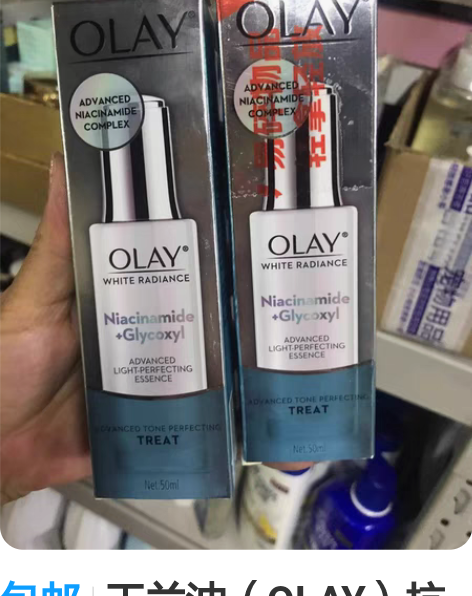 OLAY®
ADVANCED
NIACINAMIDE
COMPLEX
OLAY®
WHITE RADIANCE
Niacinamide
+Glycoxyl
ADVANCED
LIGHT-PERFECTING
ESSENCE
ADVANCED TONE PERFECTING
TREAT
Net 50ml
OLAY
ADVANCED
NIACINAMIDE
COMPLEX
OLAY®
WHITE RADIANCE
Niacinamide
+Glycoxyl
ADVANCED
LIGHT-PERFECTING
ESSENCE
ADVANCED TONE PERFECTING
TREAT
Net 50ml